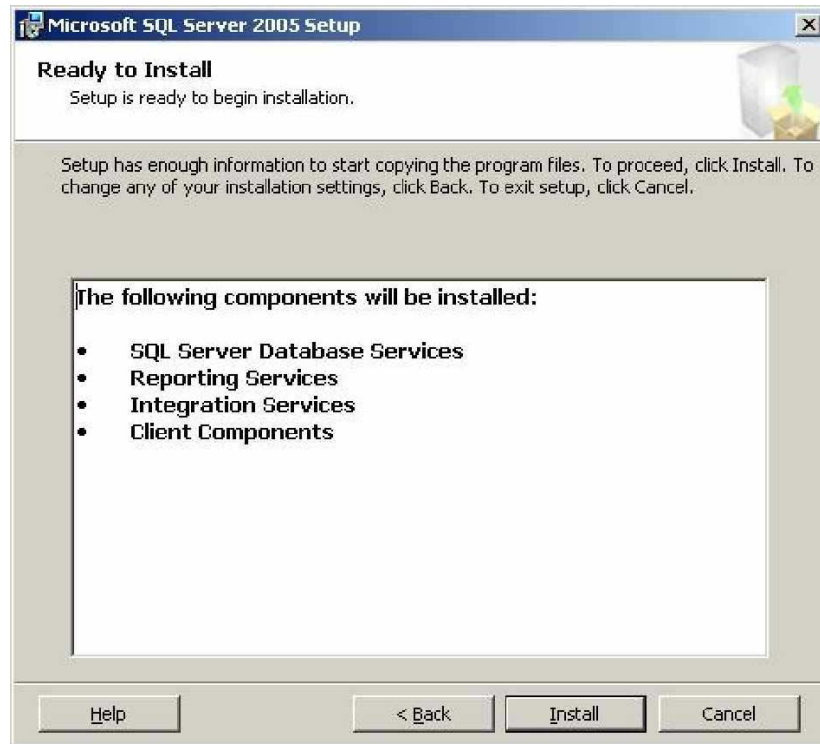 Microsoft SQL Server 2005 Setup
Ready to Install
Setup is ready to begin installation.
Setup has enough information to start copying the program files. To proceed, click Install. To
change any of your installation settings, click Back. To exit setup, click Cancel.
The following components will be installed:
• SQL Server Database Services
• Reporting Services
• Integration Services
• Client Components
Help
< Back
Install
Cancel